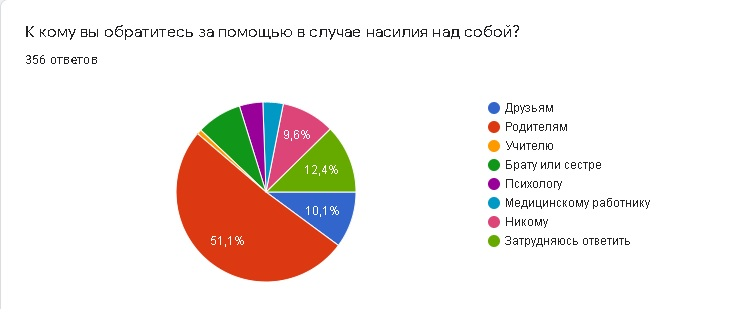 К кому вы обратитесь за помощью в случае насилия над собой?
356 ответов
9,6%
12,4%
10,1%
51,1%
Друзьям
Родителям
Учителю
Брату или сестре
Психологу
Медицинскому работнику
Никому
Затрудняюсь ответить